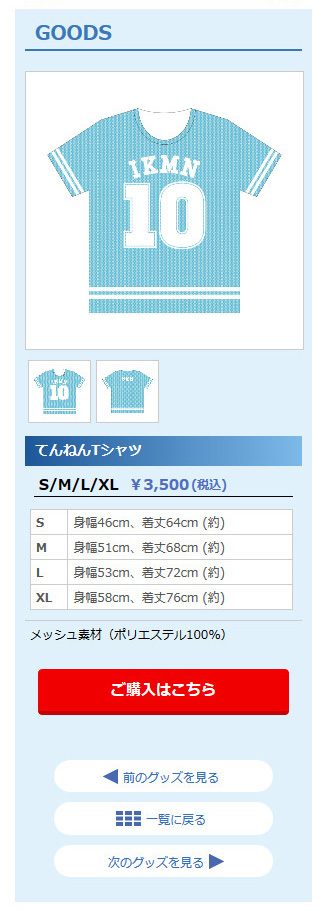 GOODS
IKMN
10
IKMN
10
てんねんTシャツ
S/M/L/XL ￥3,500(税込)
S 身幅46cm、着丈64cm (約)
M 身幅51cm、着丈68cm (約)
L 身幅53cm、着丈72cm (約)
XL 身幅58cm、着丈76cm (約)
メッシュ素材（ポリエステル100%）
ご購入はこちら
前のグッズを見る
一覧に戻る
次のグッズを見る